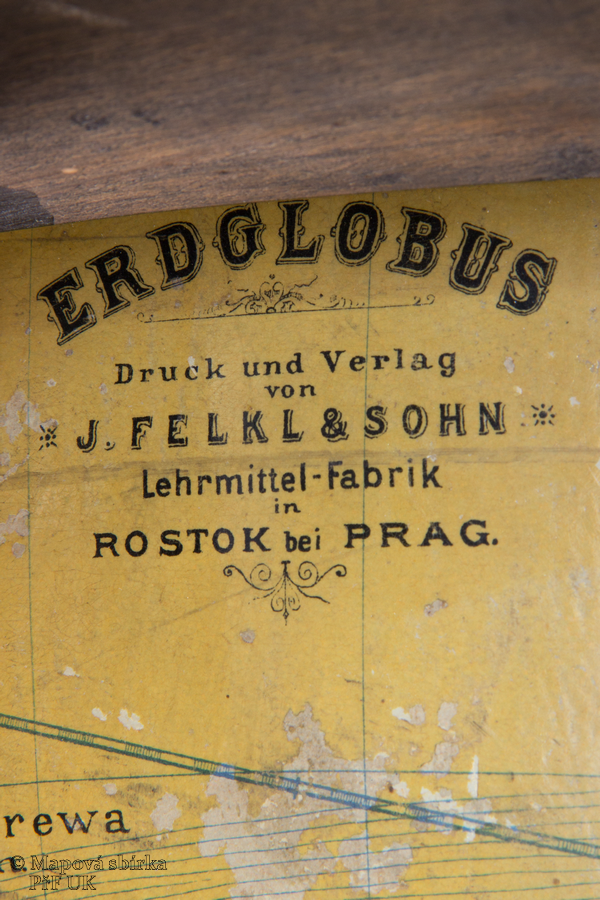 ERDGLOBUS
Druck und Verlag
von
J. FELKL & SOHN
Lehrmittel-Fabrik
in
ROSTOK bei PRAG.
rewa
© Mapová sbírka
PřF UK